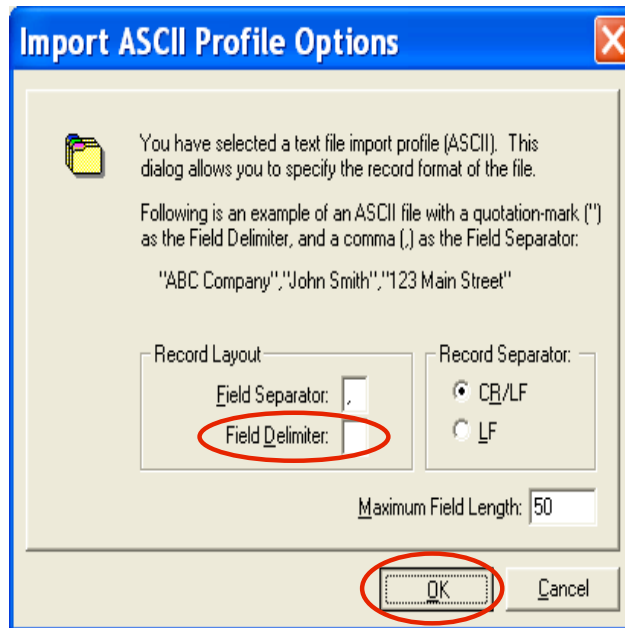 Import ASCII Profile Options
You have selected a text file import profile (ASCII). This
dialog allows you to specify the record format of the file.
Following is an example of an ASCII file with a quotation-mark (")
as the Field Delimiter, and a comma (,) as the Field Separator:
"ABC Company","John Smith","123 Main Street"
Record Layout
Field Separator: ,
Field Delimiter:
Record Separator:
CR/LF
LF
Maximum Field Length: 50
OK
Cancel